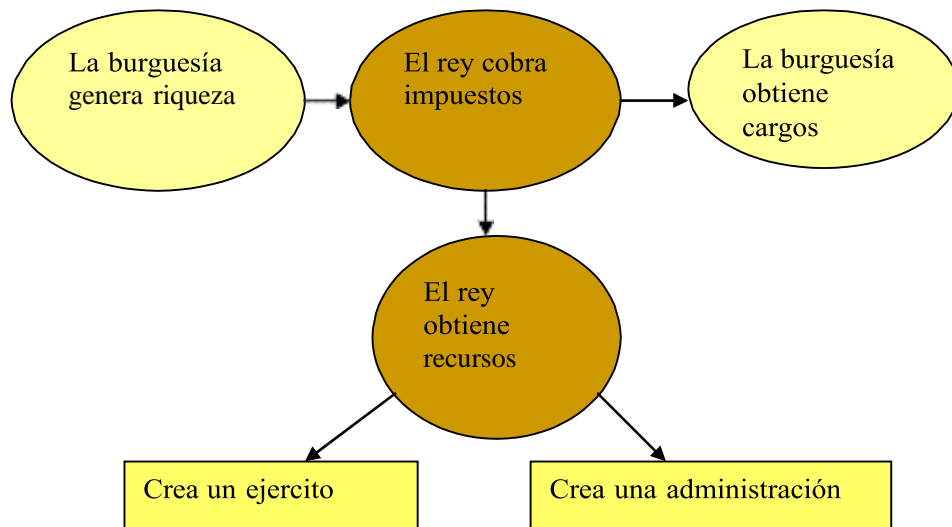 La burguesía
genera riqueza
El rey cobra
impuestos
La burguesía
obtiene
cargos
El rey
obtiene
recursos
Crea un ejercito
Crea una administración